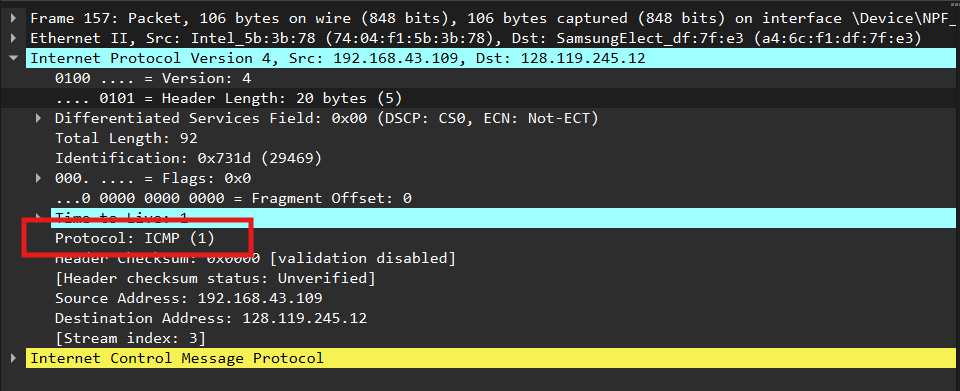 Frame 157: Packet, 106 bytes on wire (848 bits), 106 bytes captured (848 bits) on interface \Device\NPF_
Ethernet II, Src: Intel_5b:3b:78 (74:04:f1:5b:3b:78), Dst: SamsungElect_df:7f:e3 (a4:6c:f1:df:7f:e3)
Internet Protocol Version 4, Src: 192.168.43.109, Dst: 128.119.245.12
0100 .... = Version: 4
.... 0101 = Header Length: 20 bytes (5)
Differentiated Services Field: 0x00 (DSCP: CS0, ECN: Not-ECT)
Total Length: 92
Identification: 0x731d (29469)
000. .... = Flags: 0x0
...0 0000 0000 0000 = Fragment Offset: 0
Time to Live: 1
Protocol: ICMP (1)
Header Checksum: 0x0000 [validation disabled]
[Header checksum status: Unverified]
Source Address: 192.168.43.109
Destination Address: 128.119.245.12
[Stream index: 3]
Internet Control Message Protocol